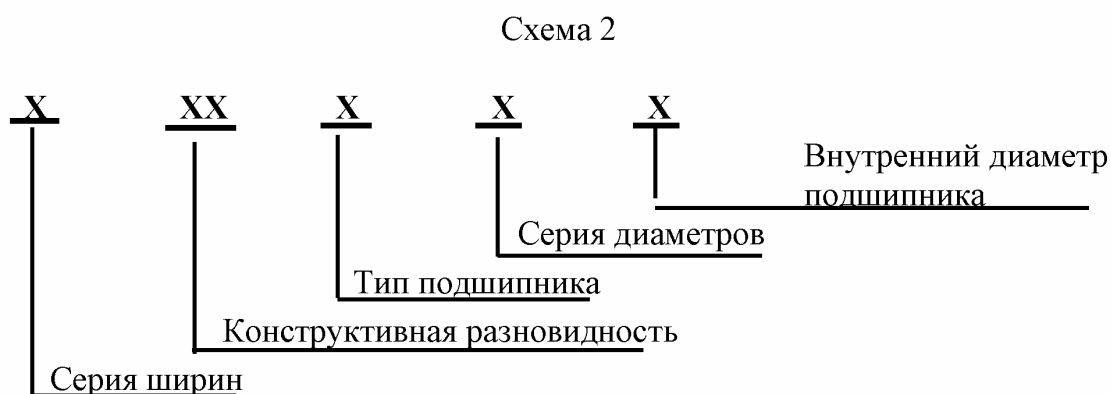 Схема 2
Х ХХ Х Х Х
Внутренний диаметр
подшипника
Серия диаметров
Тип подшипника
Конструктивная разновидность
Серия ширин